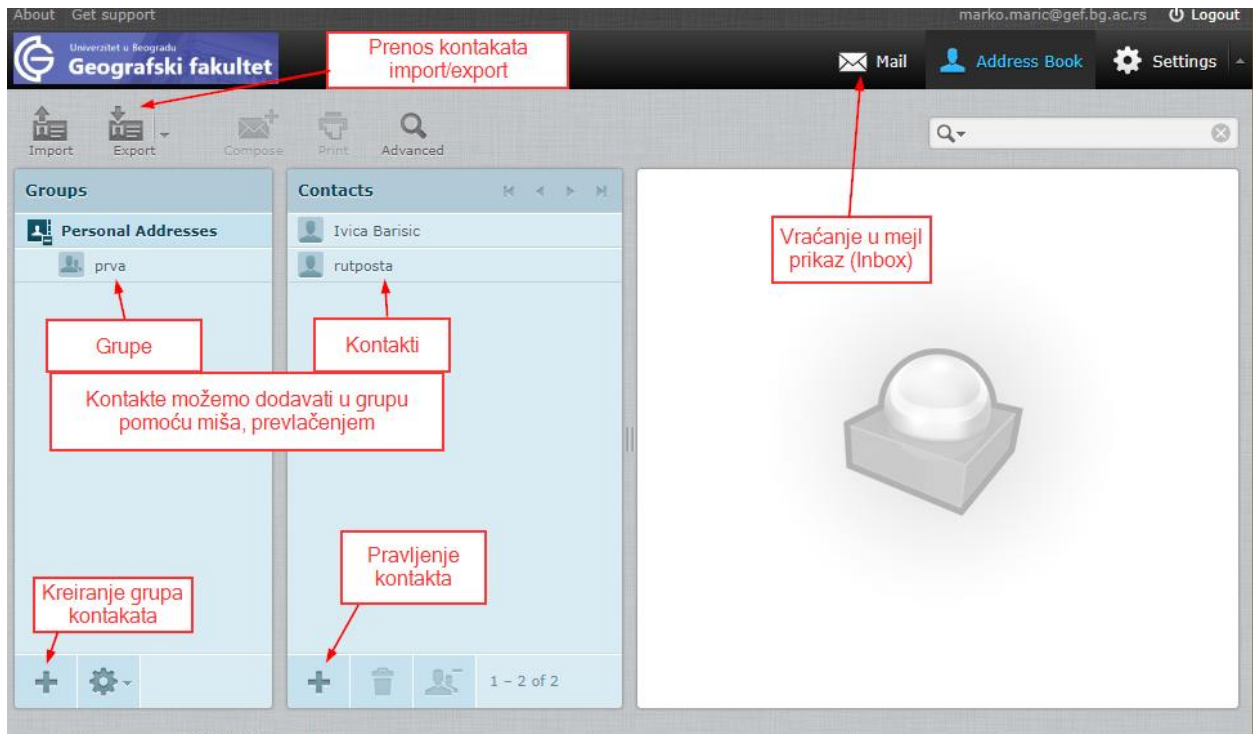 About Get support
marko.maric@gef.bg.ac.rs Logout
Univerzitet u Beogradu
Geografski fakultet
Prenos kontakata
import/export
Mail
Address Book
Settings
Import
Export
Compose
Print
Advanced
Groups
Contacts
Personal Addresses
Ivica Barisic
prva
rutposta
Vraćanje u mejl
prikaz (Inbox)
Grupe
Kontakti
Kontakte možemo dodavati u grupu
pomoću miša, prevlačenjem
Pravljenje
kontakta
Kreiranje grupa
kontakata
1 – 2 of 2